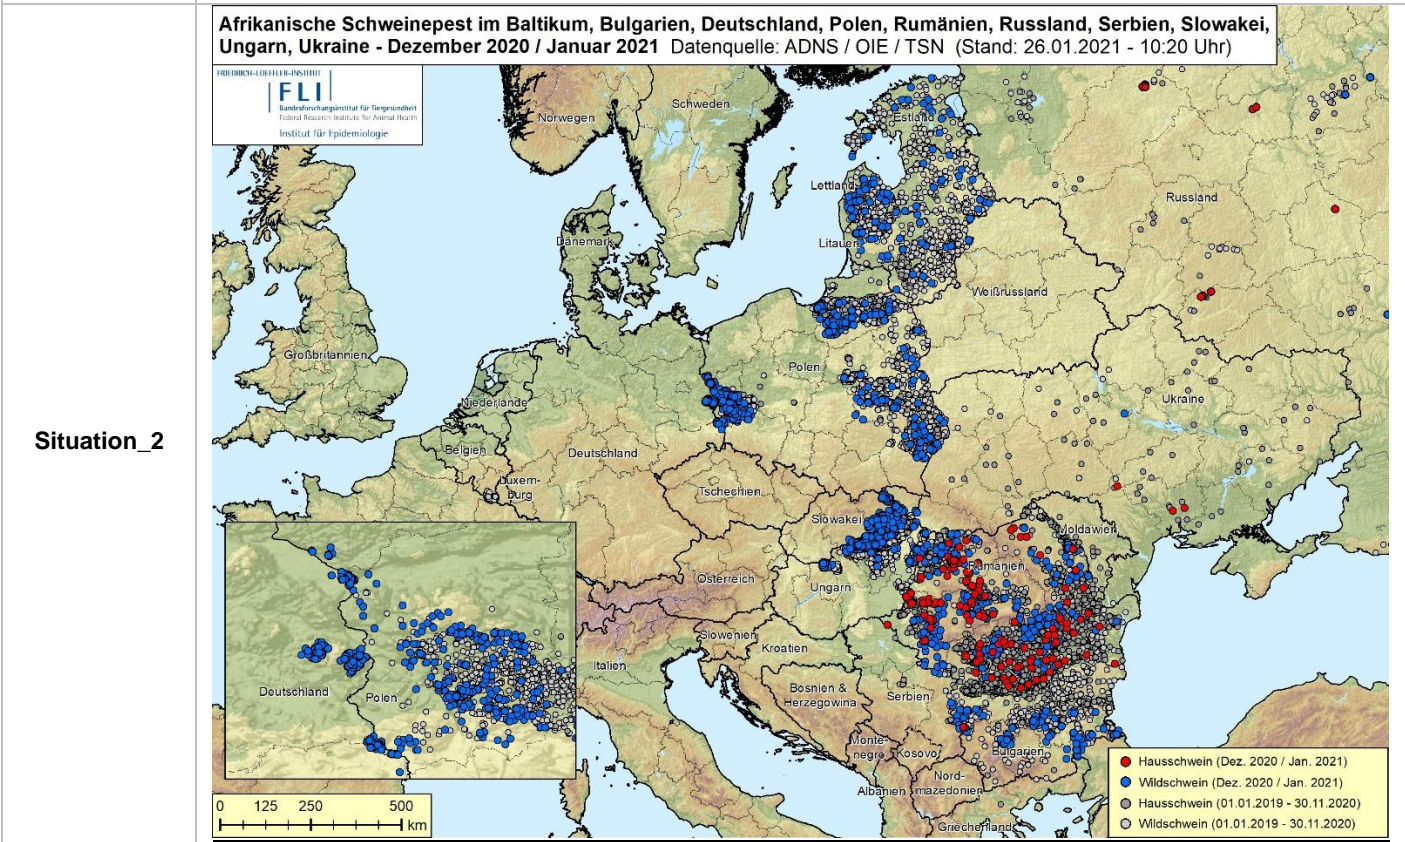 Situation_2
Afrikanische Schweinepest im Baltikum, Bulgarien, Deutschland, Polen, Rumänien, Russland, Serbien, Slowakei,
Ungarn, Ukraine - Dezember 2020 / Januar 2021 Datenquelle: ADNS / OIE / TSN (Stand: 26.01.2021 - 10:20 Uhr)
FRIEDRICH-LOEFFLER-INSTITUT
FLI
Bundesforschungsinstitut für Tiergesundheit
Federal Research Institute for Animal Health
Institut für Epidemiologie
Norwegen
Schweden
Estland
Lettland
Russland
Dänemark
Litauen
Weißrussland
Großbritannien
Polen
Niederlande
Ukraine
Belgien
Deutschland
Luxem-
burg
Tschechien
Slowakei
Moldawien
Rumänien
Österreich
Ungarn
Slowenien
Kroatien
Italien
Bosnien &
Herzegowina
Serbien
Deutschland
Polen
Monte-
negro
Kosovo
Bulgarien
Nord-
mazedonien
Albanien
Griechenland
0 125 250 500
km
Hausschwein (Dez. 2020 / Jan. 2021)
Wildschwein (Dez. 2020 / Jan. 2021)
Hausschwein (01.01.2019 - 30.11.2020)
Wildschwein (01.01.2019 - 30.11.2020)